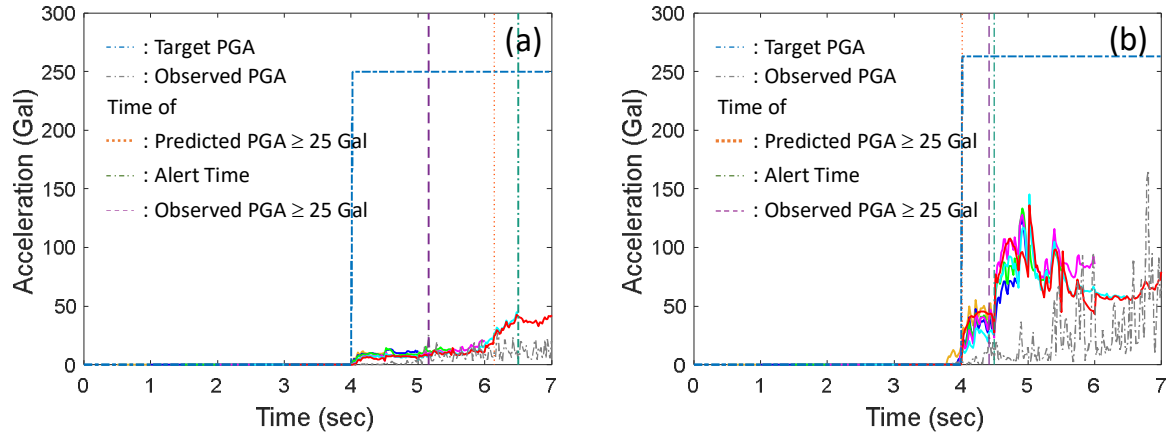 (a)
: Target PGA
: Observed PGA
Time of
: Predicted PGA ≥ 25 Gal
: Alert Time
: Observed PGA ≥ 25 Gal
Acceleration (Gal)
300
250
200
150
100
50
0
0 1 2 3 4 5 6 7
Time (sec)
(b)
: Target PGA
: Observed PGA
Time of
: Predicted PGA ≥ 25 Gal
: Alert Time
: Observed PGA ≥ 25 Gal
Acceleration (Gal)
300
250
200
150
100
50
0
0 1 2 3 4 5 6 7
Time (sec)